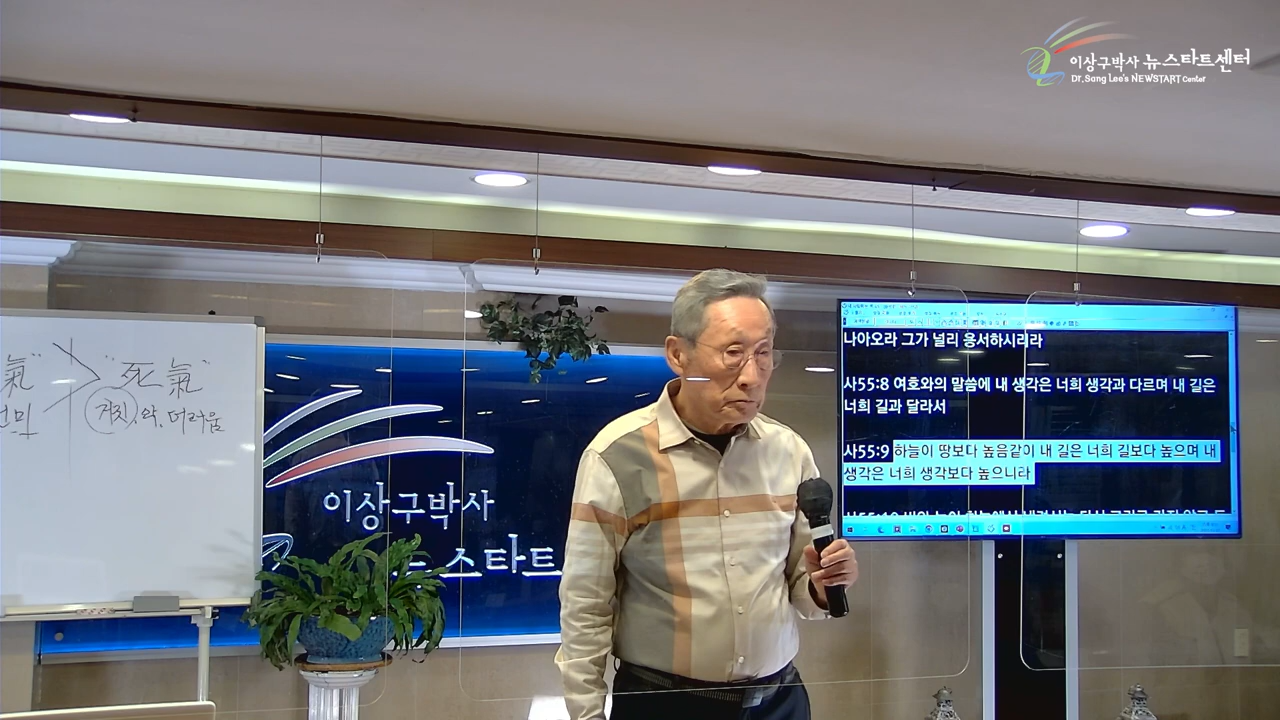 이상구박사 뉴스타트센터
Dr. Sang Lee's NEWSTART Center
氣" > "死氣"
거짓, 악, 더러움
이상구박사
뉴스타트
나아오라 그가 널리 용서하시리라
사55:8 여호와의 말씀에 내 생각은 너희 생각과 다르며 내 길은
너희 길과 달라서
사55:9 하늘이 땅보다 높음같이 내 길은 너희 길보다 높으며 내
생각은 너희 생각보다 높으니라